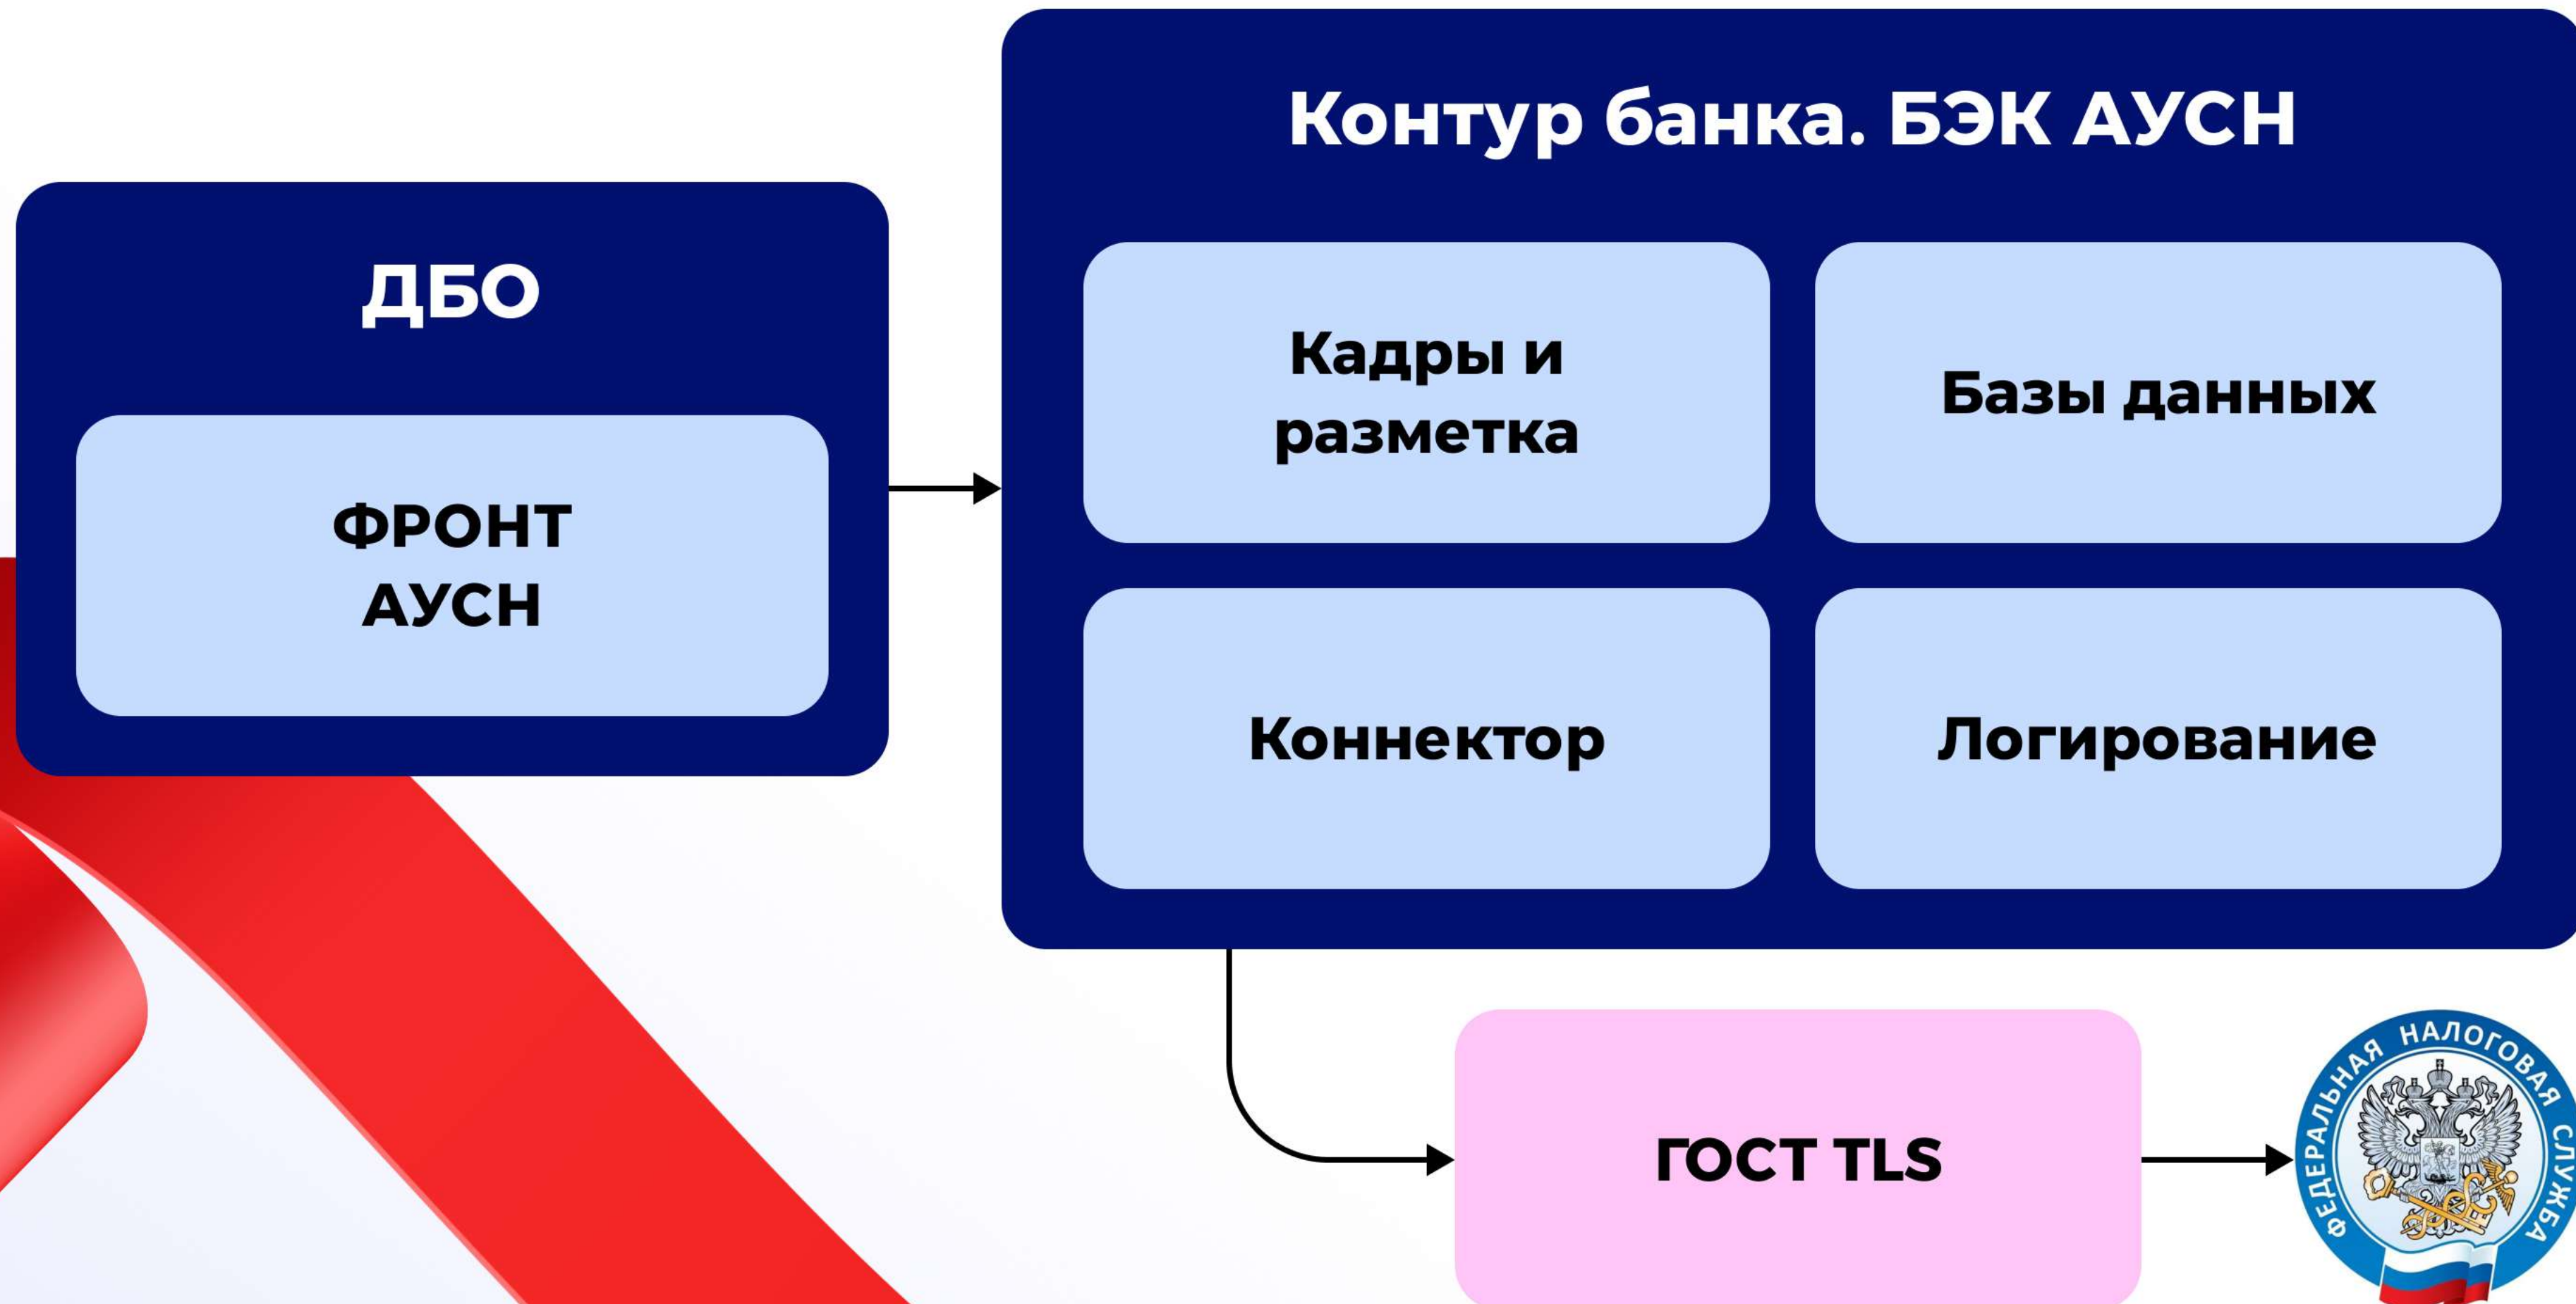 ДБО
ФРОНТ
АУСН
Контур банка. БЭК АУСН
Кадры и
разметка
Базы данных
Коннектор
Логирование
ГОСТ TLS
ФЕДЕРАЛЬНАЯ НАЛОГОВАЯ СЛУЖБА